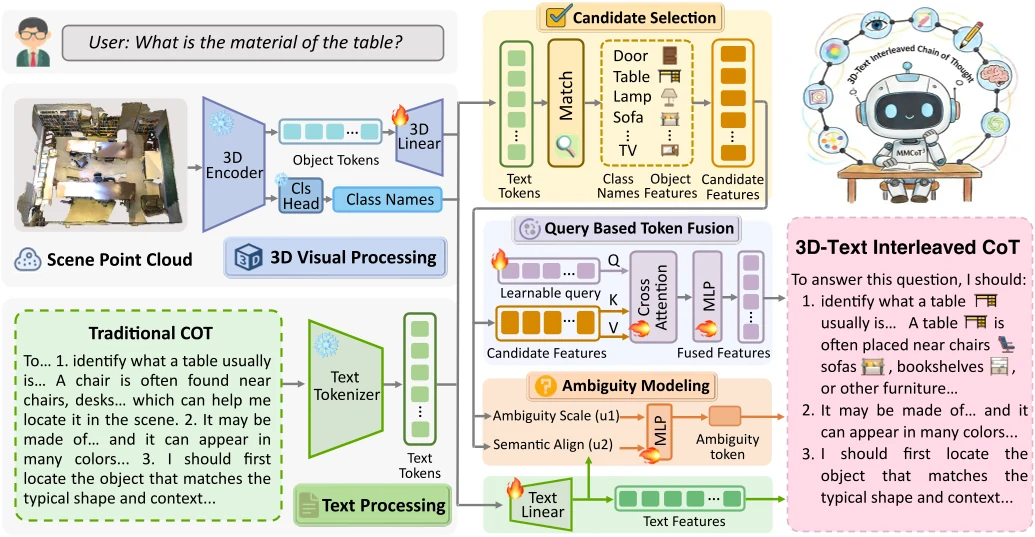 User: What is the material of the table?
3D
Encoder
Object Tokens
3D
Linear
Cls
Head
Class Names
Scene Point Cloud
3D Visual Processing
Traditional COT
To... 1. identify what a table usually
is... A chair is often found near
chairs, desks... which can help me
locate it in the scene. 2. It may be
made of... and it can appear in
many colors... 3. I should first
locate the object that matches the
typical shape and context...
Text
Tokenizer
Text
Tokens
Text Processing
Candidate Selection
Text
Tokens
Match
Door
Table
Lamp
Sofa
TV
Class
Names
Object
Features
Candidate
Features
Query Based Token Fusion
Learnable query
Candidate Features
Q
K
V
Cross
Attention
MLP
Fused Features
Ambiguity Modeling
Ambiguity Scale (u1)
Semantic Align (u2)
MLP
Ambiguity
token
Text
Linear
Text Features
3D-Text Interleaved Chain of Thought
MMCoT
3D-Text Interleaved CoT
To answer this question, I should:
1. identify what a table
usually is... A table is
often placed near chairs
sofas , bookshelves ,
or other furniture...
2. It may be made of... and it
can appear in many colors...
3. I should first locate the
object that matches the
typical shape and context...